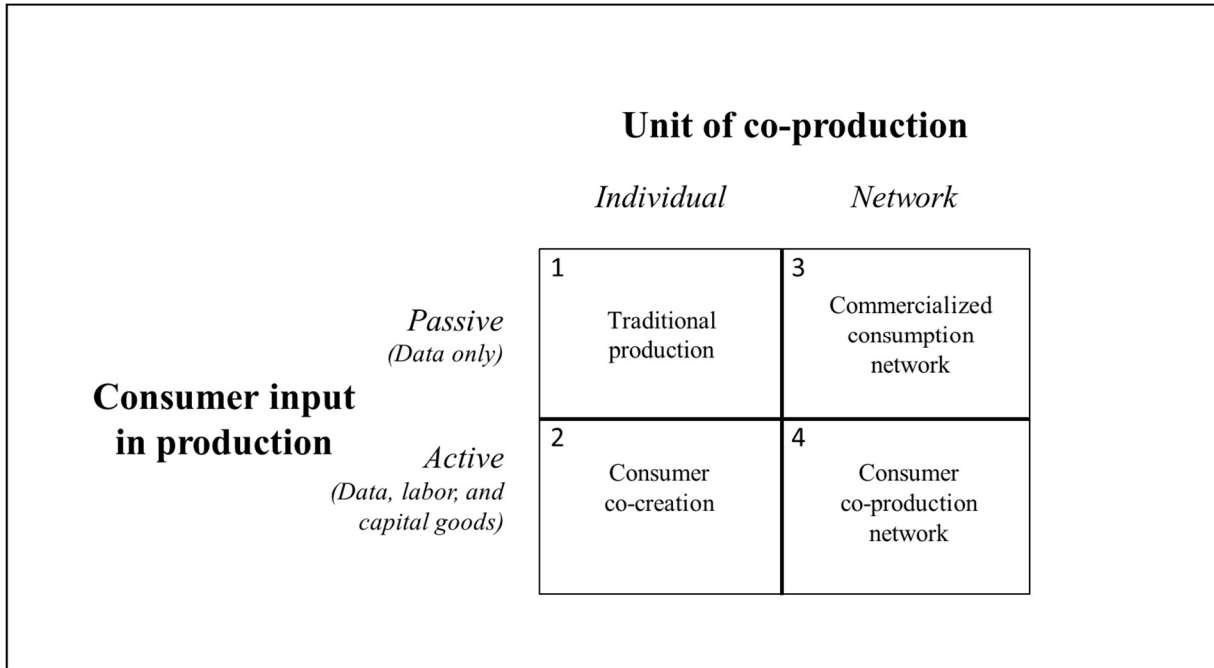 Unit of co-production
Individual
Network
1
Traditional
production
3
Commercialized
consumption
network
Passive
(Data only)
Consumer input
in production
Active
(Data, labor, and
capital goods)
2
Consumer
co-creation
4
Consumer
co-production
network